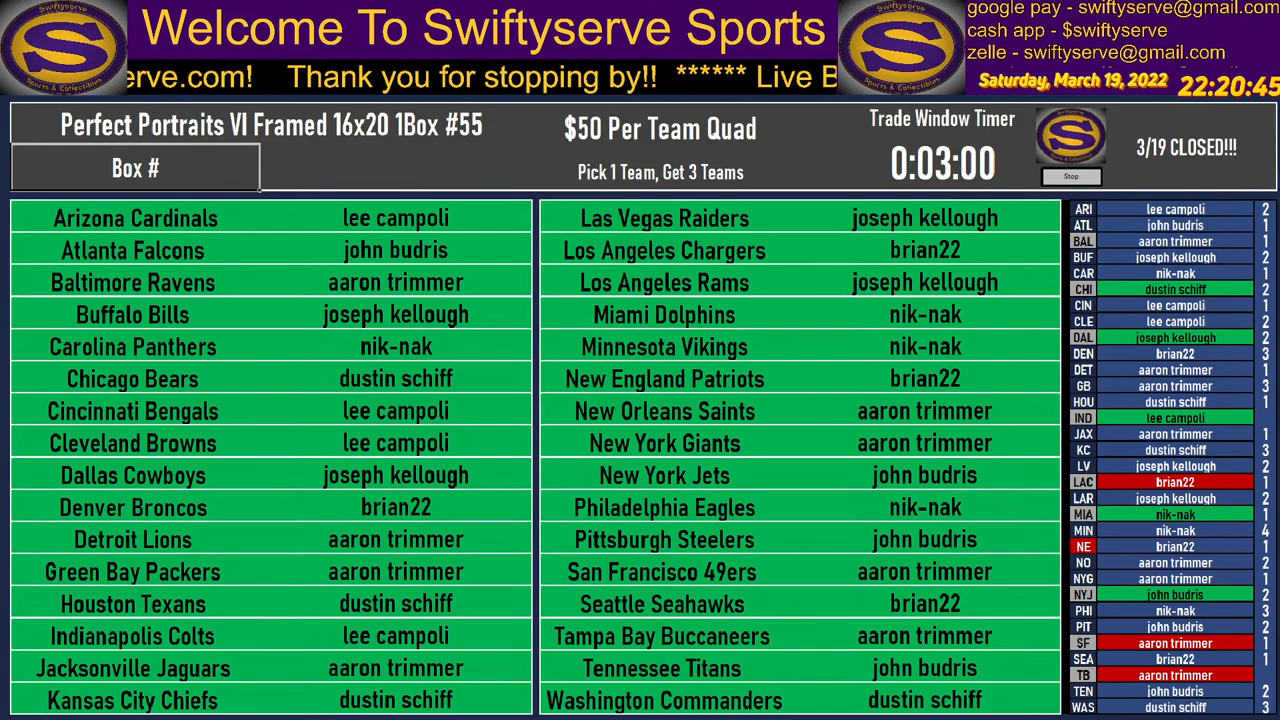 Welcome To Swiftyserve Sports
google pay - swiftyserve@gmail.com
cash app - $swiftyserve
zelle - swiftyserve@gmail.com
erve.com! Thank you for stopping by!! ****** Live B
Saturday, March 19, 2022 22:20:45
Perfect Portraits VI Framed 16x20 1Box #55
Box #
$50 Per Team Quad
Pick 1 Team, Get 3 Teams
Trade Window Timer
0:03:00
Stop
3/19 CLOSED!!!
Arizona Cardinals lee campoli
Atlanta Falcons john budris
Baltimore Ravens aaron trimmer
Buffalo Bills joseph kellough
Carolina Panthers nik-nak
Chicago Bears dustin schiff
Cincinnati Bengals lee campoli
Cleveland Browns lee campoli
Dallas Cowboys joseph kellough
Denver Broncos brian22
Detroit Lions aaron trimmer
Green Bay Packers aaron trimmer
Houston Texans dustin schiff
Indianapolis Colts lee campoli
Jacksonville Jaguars aaron trimmer
Kansas City Chiefs dustin schiff
Las Vegas Raiders joseph kellough
Los Angeles Chargers brian22
Los Angeles Rams joseph kellough
Miami Dolphins nik-nak
Minnesota Vikings nik-nak
New England Patriots brian22
New Orleans Saints aaron trimmer
New York Giants aaron trimmer
New York Jets john budris
Philadelphia Eagles nik-nak
Pittsburgh Steelers john budris
San Francisco 49ers aaron trimmer
Seattle Seahawks brian22
Tampa Bay Buccaneers aaron trimmer
Tennessee Titans john budris
Washington Commanders dustin schiff
ARI lee campoli 2
ATL john budris 1
BAL aaron trimmer 1
BUF joseph kellough 2
CAR nik-nak 1
CHI dustin schiff 2
CIN lee campoli 1
CLE lee campoli 2
DAL joseph kellough 2
DEN brian22 3
DET aaron trimmer 1
GB aaron trimmer 3
HOU dustin schiff 1
IND lee campoli
JAX aaron trimmer 1
KC dustin schiff 3
LV joseph kellough 2
LAC brian22 1
LAR joseph kellough 2
MIA nik-nak 1
MIN nik-nak 4
NE brian22 1
NO aaron trimmer 2
NYG aaron trimmer 1
NYJ john budris 2
PHI nik-nak 3
PIT john budris 2
SF aaron trimmer 1
SEA brian22 1
TB aaron trimmer
TEN john budris 2
WAS dustin schiff 3